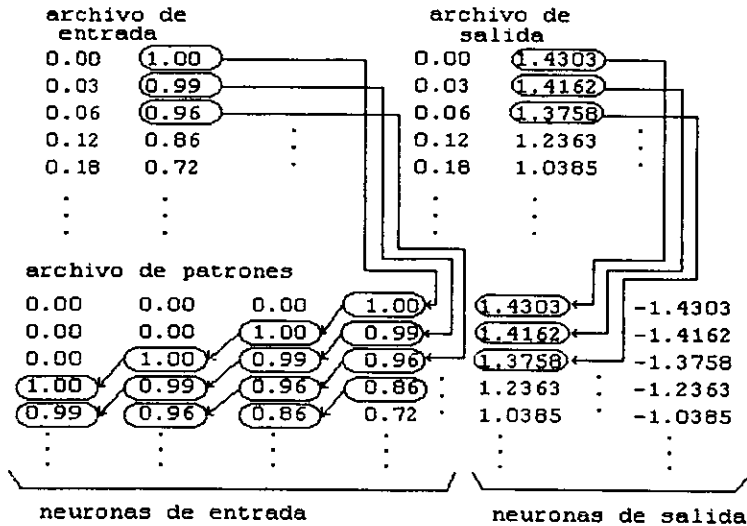 archivo de entrada archivo de salida
0.00 1.00 0.00 1.4303
0.03 0.99 0.03 1.4162
0.06 0.96 0.06 1.3758
0.12 0.86 0.12 1.2363
0.18 0.72 0.18 1.0385
archivo de patrones
0.00 0.00 0.00 1.00 1.4303 -1.4303
0.00 0.00 1.00 0.99 1.4162 -1.4162
0.00 1.00 0.99 0.96 1.3758 -1.3758
1.00 0.99 0.96 0.86 1.2363 -1.2363
0.99 0.96 0.86 0.72 1.0385 -1.0385
neuronas de entrada neuronas de salida